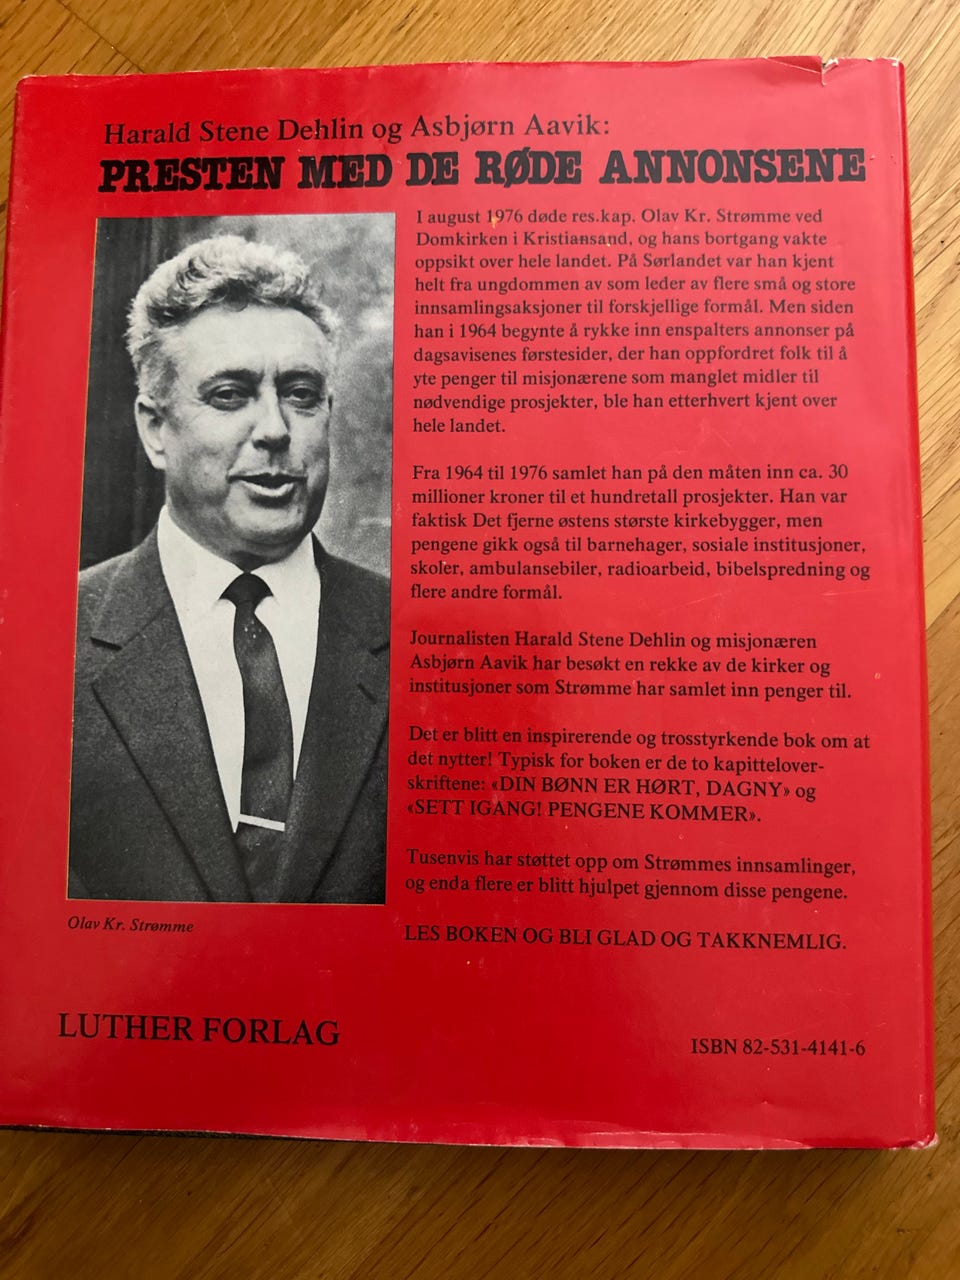 Harald Stene Dehlin og Asbjørn Aavik:
PRESTEN MED DE RØDE ANNONSENE
I august 1976 døde res.kap. Olav Kr. Strømme ved
Domkirken i Kristiansand, og hans bortgang vakte
oppsikt over hele landet. På Sørlandet var han kjent
helt fra ungdommen av som leder av flere små og store
innsamlingsaksjoner til forskjellige formål. Men siden
han i 1964 begynte å rykke inn enspalters annonser på
dagsavisenes førstesider, der han oppfordret folk til å
yte penger til misjonærene som manglet midler til
nødvendige prosjekter, ble han etterhvert kjent over
hele landet.
Fra 1964 til 1976 samlet han på den måten inn ca. 30
millioner kroner til et hundretall prosjekter. Han var
faktisk Det fjerne østens største kirkebygger, men
pengene gikk også til barnehager, sosiale institusjoner,
skoler, ambulansebiler, radioarbeid, bibelspredning og
flere andre formål.
Journalisten Harald Stene Dehlin og misjonæren
Asbjørn Aavik har besøkt en rekke av de kirker og
institusjoner som Strømme har samlet inn penger til.
Det er blitt en inspirerende og trosstyrkende bok om at
det nytter! Typisk for boken er de to kapittelover-
skriftene: «DIN BØNN ER HØRT, DAGNY» og
«SETT IGANG! PENGENE KOMMER».
Tusenvis har støttet opp om Strømmes innsamlinger,
og enda flere er blitt hjulpet gjennom disse pengene.
LES BOKEN OG BLI GLAD OG TAKKNEMLIG.
Olav Kr. Strømme
LUTHER FORLAG
ISBN 82-531-4141-6